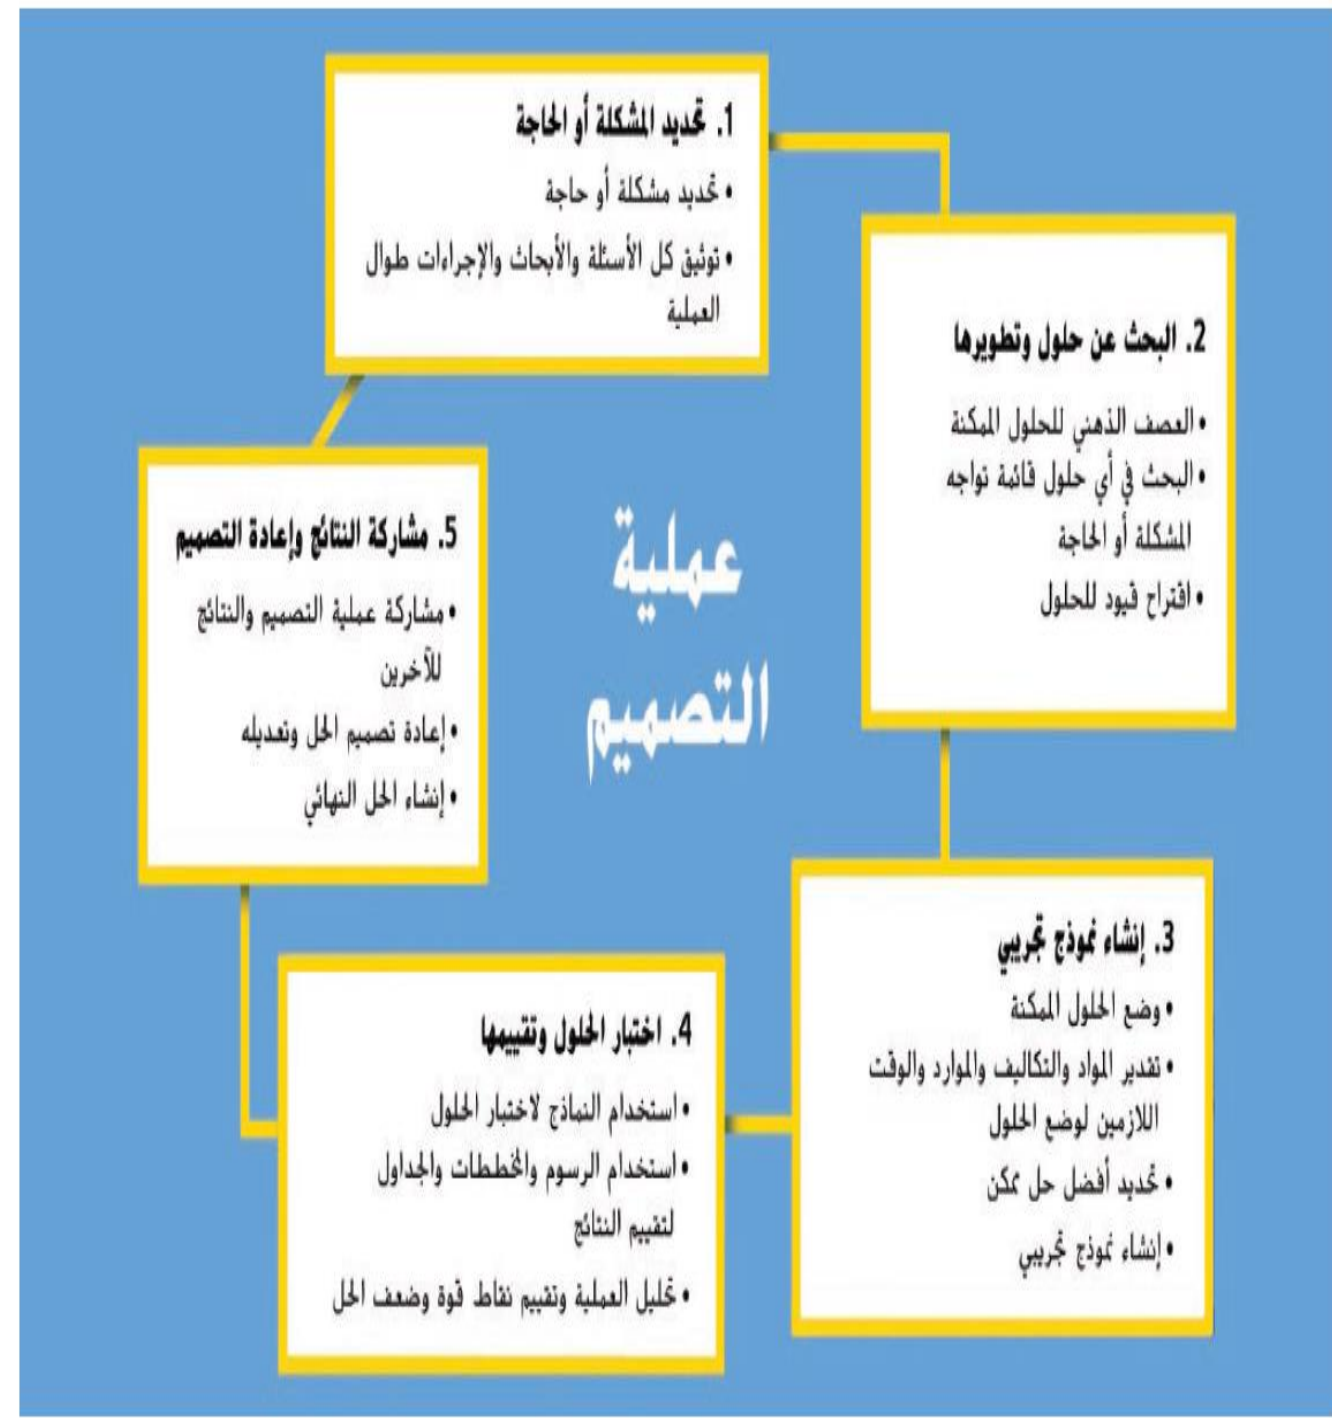 1. تحديد المشكلة أو الحاجة
• تحديد مشكلة أو حاجة
• توثيق كل الأسئلة والأبحاث والإجراءات طوال
العملية
2. البحث عن حلول وتطويرها
• العصف الذهني للحلول الممكنة
• البحث في أي حلول قائمة تواجه
المشكلة أو الحاجة
• اقتراح قيود للحلول
3. إنشاء نموذج تجريبي
• وضع الحلول الممكنة
• تقدير المواد والتكاليف والموارد والوقت
اللازمين لوضع الحلول
• تحديد أفضل حل ممكن
• إنشاء نموذج تجريبي
4. اختبار الحلول وتقييمها
• استخدام النماذج لاختبار الحلول
• استخدام الرسوم والمخططات والجداول
لتقييم النتائج
• تحليل العملية وتقييم نقاط قوة وضعف الحل
5. مشاركة النتائج وإعادة التصميم
• مشاركة عملية التصميم والنتائج
للآخرين
• إعادة تصميم الحل وتعديله
• إنشاء الحل النهائي
عملية
التصميم